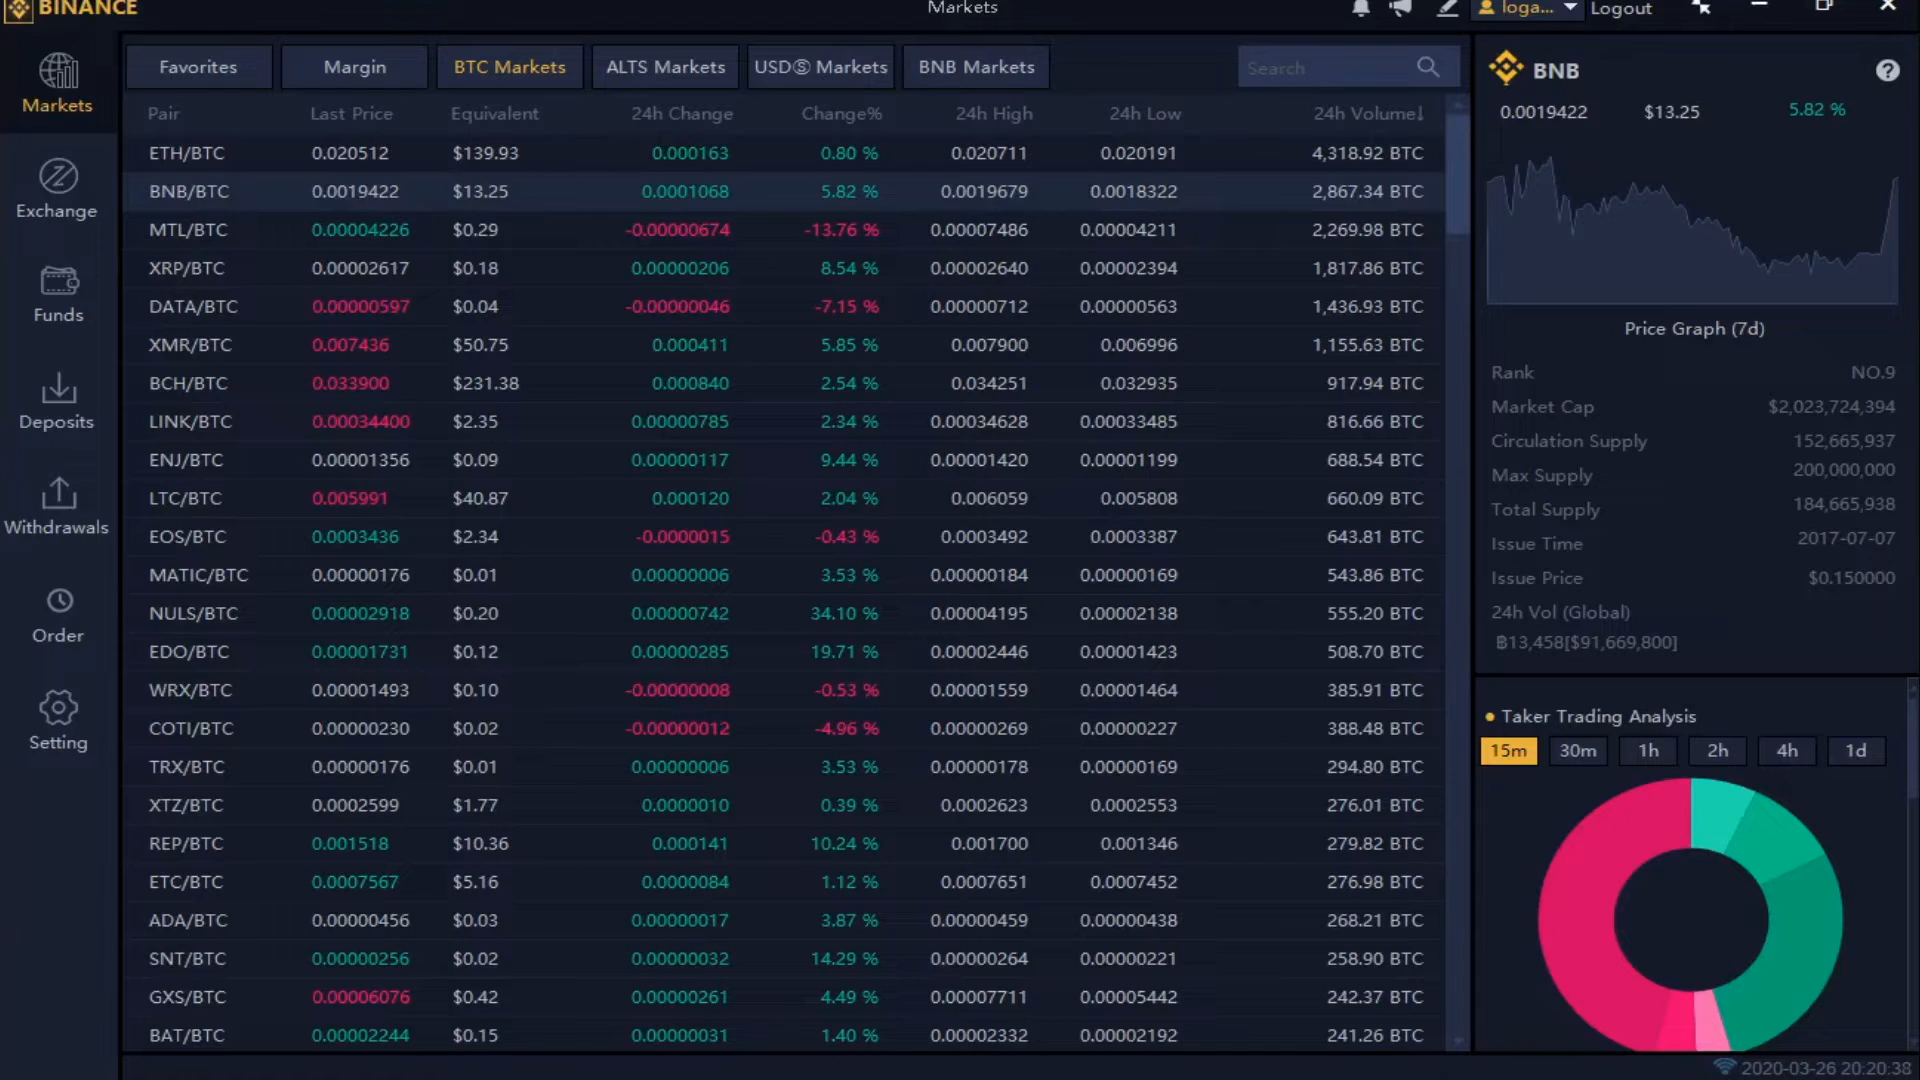 BINANCE
Markets
loga...
Logout
Markets
Exchange
Funds
Deposits
Withdrawals
Order
Setting
Favorites Margin BTC Markets ALTS Markets USDⓈ Markets BNB Markets Search
Pair Last Price Equivalent 24h Change Change% 24h High 24h Low 24h Volume↓
ETH/BTC 0.020512 $139.93 0.000163 0.80 % 0.020711 0.020191 4,318.92 BTC
BNB/BTC 0.0019422 $13.25 0.0001068 5.82 % 0.0019679 0.0018322 2,867.34 BTC
MTL/BTC 0.00004226 $0.29 -0.00000674 -13.76 % 0.00007486 0.00004211 2,269.98 BTC
XRP/BTC 0.00002617 $0.18 0.00000206 8.54 % 0.00002640 0.00002394 1,817.86 BTC
DATA/BTC 0.00000597 $0.04 -0.00000046 -7.15 % 0.00000712 0.00000563 1,436.93 BTC
XMR/BTC 0.007436 $50.75 0.000411 5.85 % 0.007900 0.006996 1,155.63 BTC
BCH/BTC 0.033900 $231.38 0.000840 2.54 % 0.034251 0.032935 917.94 BTC
LINK/BTC 0.00034400 $2.35 0.00000785 2.34 % 0.00034628 0.00033485 816.66 BTC
ENJ/BTC 0.00001356 $0.09 0.00000117 9.44 % 0.00001420 0.00001199 688.54 BTC
LTC/BTC 0.005991 $40.87 0.000120 2.04 % 0.006059 0.005808 660.09 BTC
EOS/BTC 0.0003436 $2.34 -0.0000015 -0.43 % 0.0003492 0.0003387 643.81 BTC
MATIC/BTC 0.00000176 $0.01 0.00000006 3.53 % 0.00000184 0.00000169 543.86 BTC
NULS/BTC 0.00002918 $0.20 0.00000742 34.10 % 0.00004195 0.00002138 555.20 BTC
EDO/BTC 0.00001731 $0.12 0.00000285 19.71 % 0.00002446 0.00001423 508.70 BTC
WRX/BTC 0.00001493 $0.10 -0.00000008 -0.53 % 0.00001559 0.00001464 385.91 BTC
COTI/BTC 0.00000230 $0.02 -0.00000012 -4.96 % 0.00000269 0.00000227 388.48 BTC
TRX/BTC 0.00000176 $0.01 0.00000006 3.53 % 0.00000178 0.00000169 294.80 BTC
XTZ/BTC 0.0002599 $1.77 0.0000010 0.39 % 0.0002623 0.0002553 276.01 BTC
REP/BTC 0.001518 $10.36 0.000141 10.24 % 0.001700 0.001346 279.82 BTC
ETC/BTC 0.0007567 $5.16 0.0000084 1.12 % 0.0007651 0.0007452 276.98 BTC
ADA/BTC 0.00000456 $0.03 0.00000017 3.87 % 0.00000459 0.00000438 268.21 BTC
SNT/BTC 0.00000256 $0.02 0.00000032 14.29 % 0.00000264 0.00000221 258.90 BTC
GXS/BTC 0.00006076 $0.42 0.00000261 4.49 % 0.00007711 0.00005442 242.37 BTC
BAT/BTC 0.00002244 $0.15 0.00000031 1.40 % 0.00002332 0.00002192 241.26 BTC
BNB
0.0019422 $13.25 5.82 %
Price Graph (7d)
Rank NO.9
Market Cap $2,023,724,394
Circulation Supply 152,665,937
Max Supply 200,000,000
Total Supply 184,665,938
Issue Time 2017-07-07
Issue Price $0.150000
24h Vol (Global)
฿13,458[$91,669,800]
Taker Trading Analysis
15m 30m 1h 2h 4h 1d
2020-03-26 20:20:38